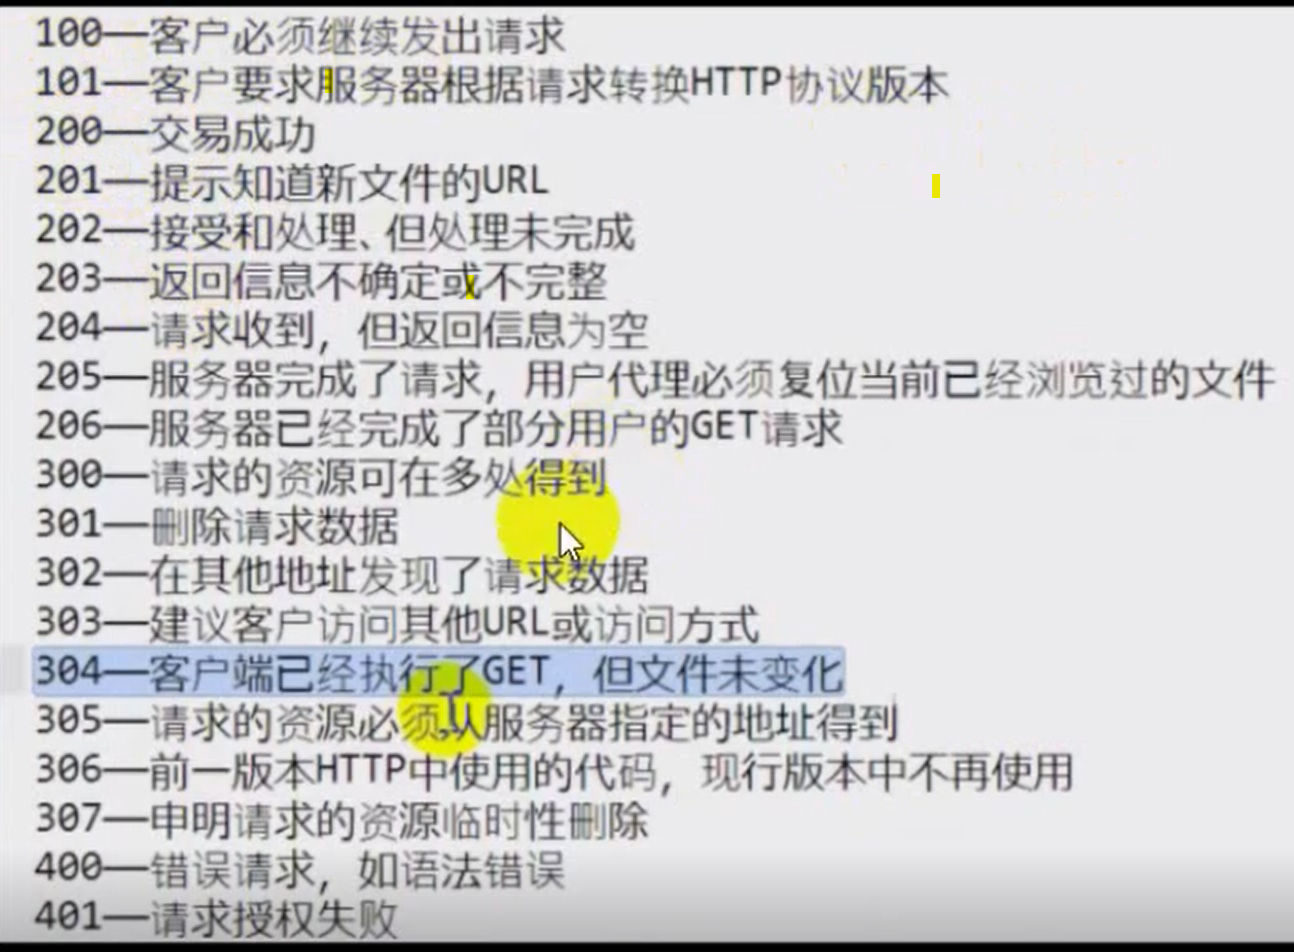 100—客户必须继续发出请求
101—客户要求服务器根据请求转换HTTP协议版本
200—交易成功
201—提示知道新文件的URL
202—接受和处理、但处理未完成
203—返回信息不确定或不完整
204—请求收到，但返回信息为空
205—服务器完成了请求，用户代理必须复位当前已经浏览过的文件
206—服务器已经完成了部分用户的GET请求
300—请求的资源可在多处得到
301—删除请求数据
302—在其他地址发现了请求数据
303—建议客户访问其他URL或访问方式
304—客户端已经执行了GET，但文件未变化
305—请求的资源必须从服务器指定的地址得到
306—前一版本HTTP中使用的代码，现行版本中不再使用
307—申明请求的资源临时性删除
400—错误请求，如语法错误
401—请求授权失败